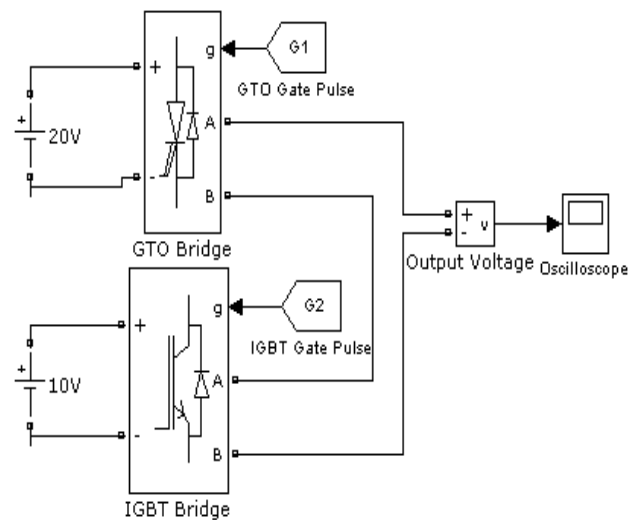 g
G1
GTO Gate Pulse
+
+
20V
A
-
B
GTO Bridge
+
-
v
Output Voltage
Oscilloscope
g
G2
IGBT Gate Pulse
+
+
10V
A
-
B
IGBT Bridge